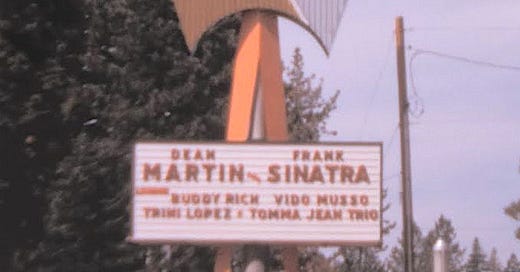 DEAN FRANK
MARTIN SINATRA
BUDDY RICH VIDO MUSSO
TRINI LOPEZ TOMMA JEAN TRIO